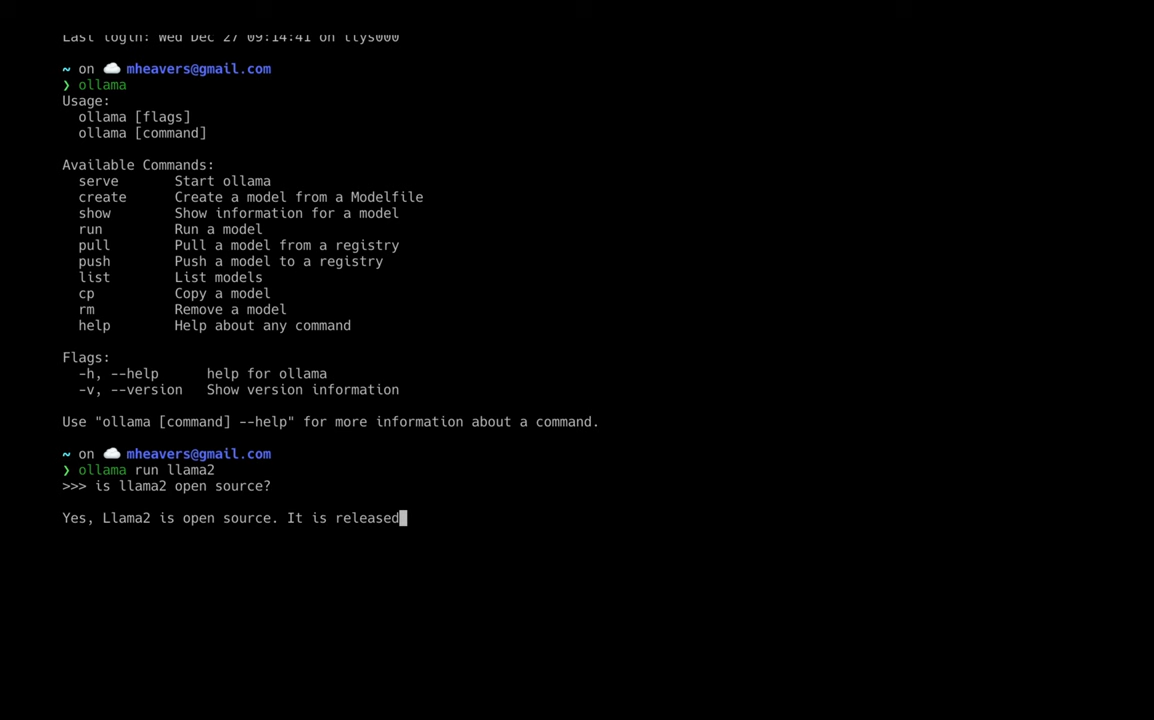 Last login: Wed Dec 27 09:14:41 on ttys000
~ on ☁️ mheavers@gmail.com
❯ ollama
Usage:
ollama [flags]
ollama [command]
Available Commands:
serve Start ollama
create Create a model from a Modelfile
show Show information for a model
run Run a model
pull Pull a model from a registry
push Push a model to a registry
list List models
cp Copy a model
rm Remove a model
help Help about any command
Flags:
-h, --help help for ollama
-v, --version Show version information
Use "ollama [command] --help" for more information about a command.
~ on ☁️ mheavers@gmail.com
❯ ollama run llama2
>>> is llama2 open source?
Yes, Llama2 is open source. It is released